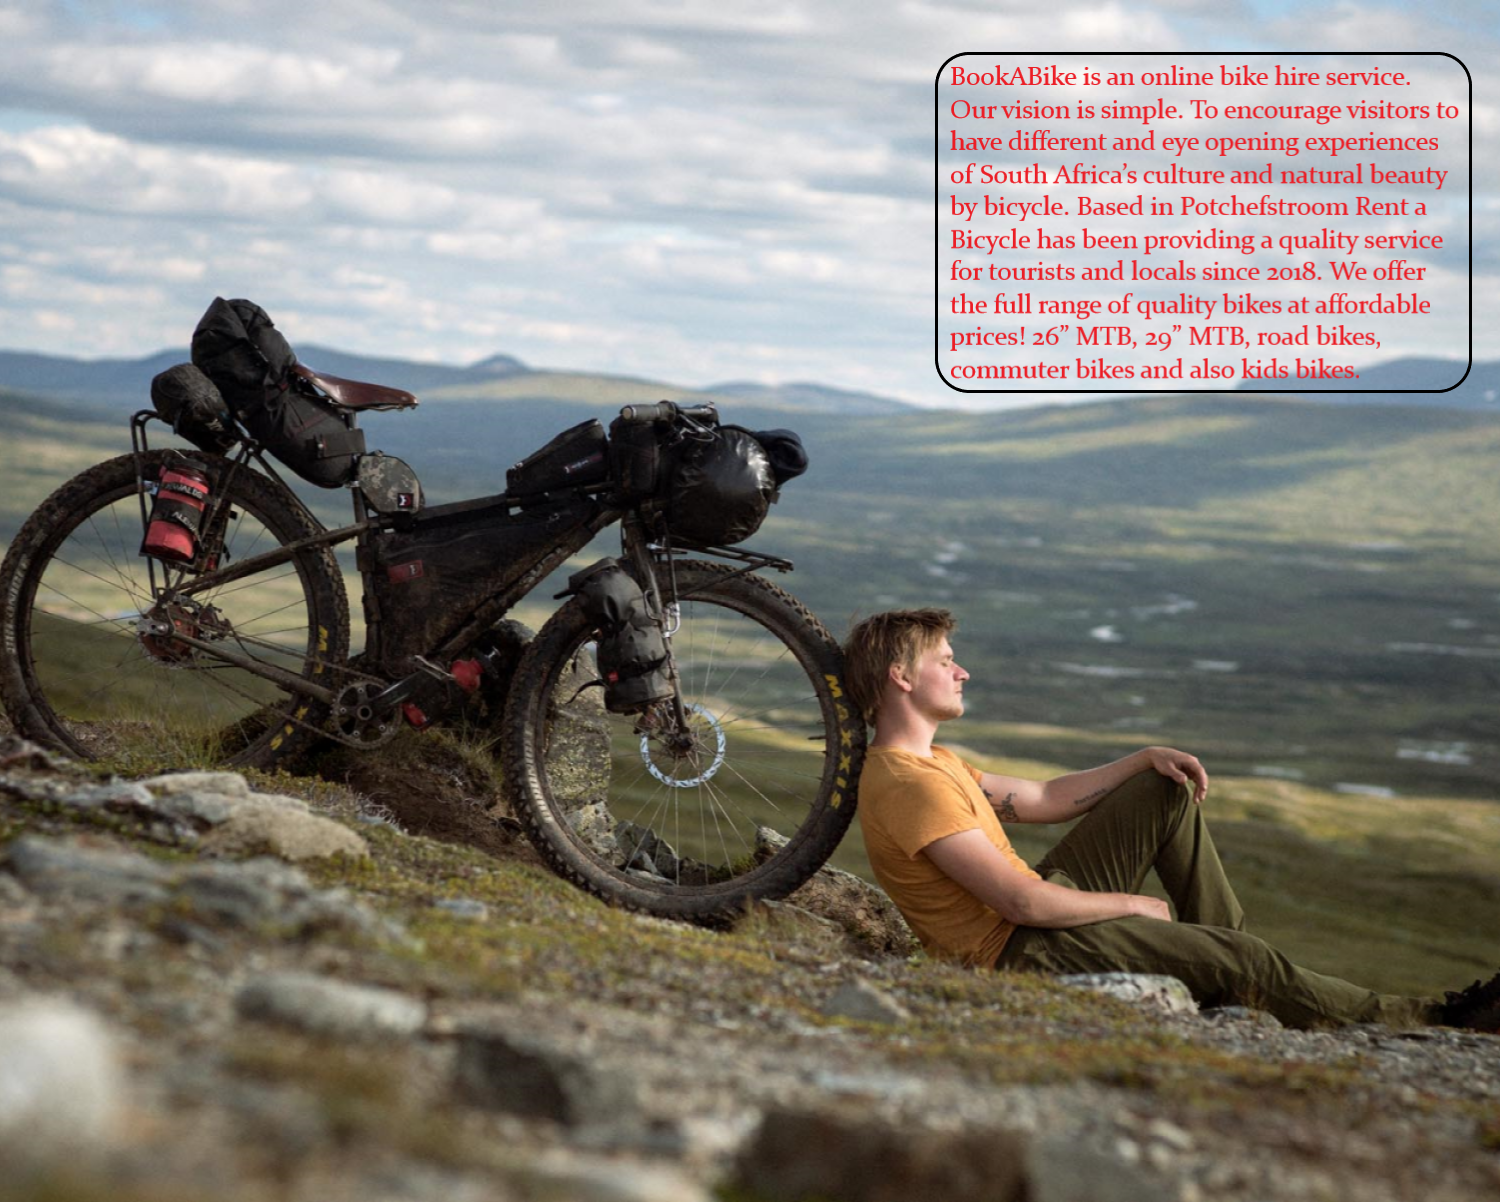 BookABike is an online bike hire service.
Our vision is simple. To encourage visitors to
have different and eye opening experiences
of South Africa’s culture and natural beauty
by bicycle. Based in Potchefstroom Rent a
Bicycle has been providing a quality service
for tourists and locals since 2018. We offer
the full range of quality bikes at affordable
prices! 26” MTB, 29” MTB, road bikes,
commuter bikes and also kids bikes.
MAXXIS